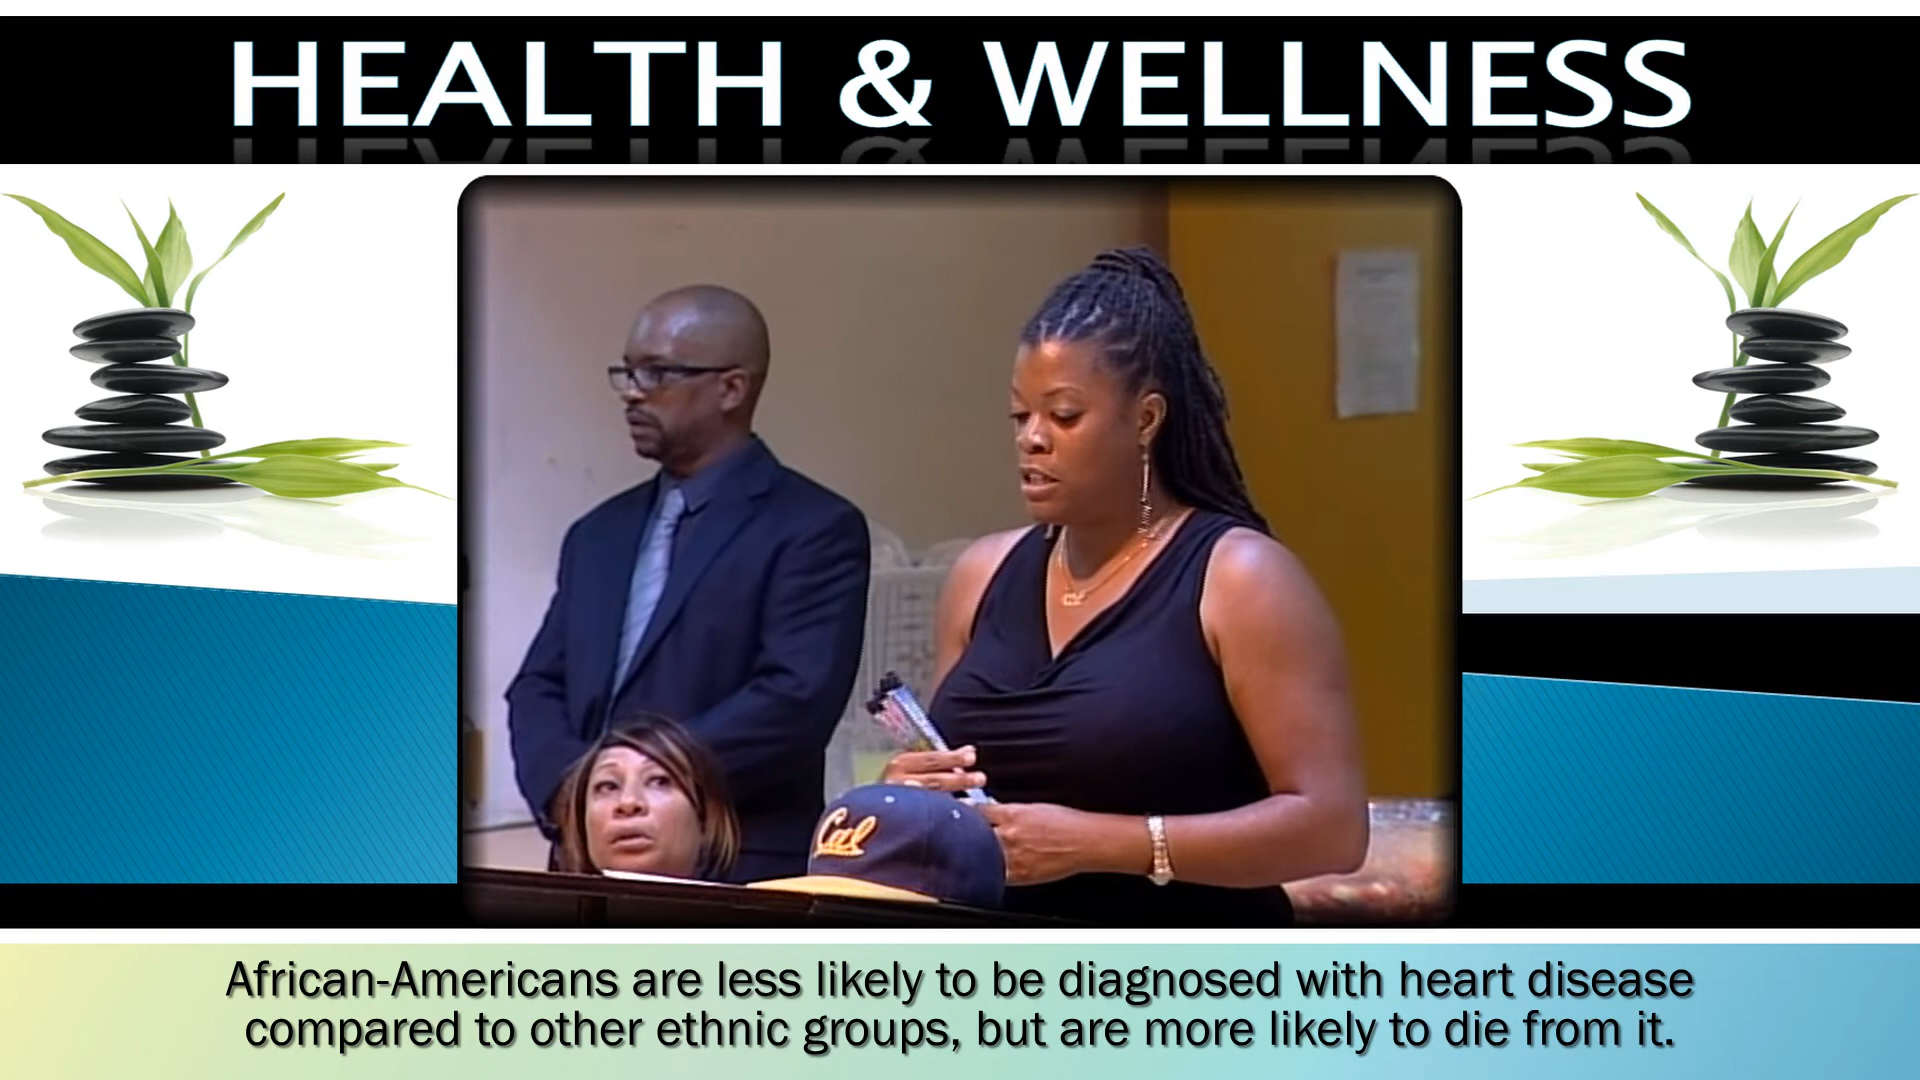 HEALTH & WELLNESS
Cal
African-Americans are less likely to be diagnosed with heart disease
compared to other ethnic groups, but are more likely to die from it.